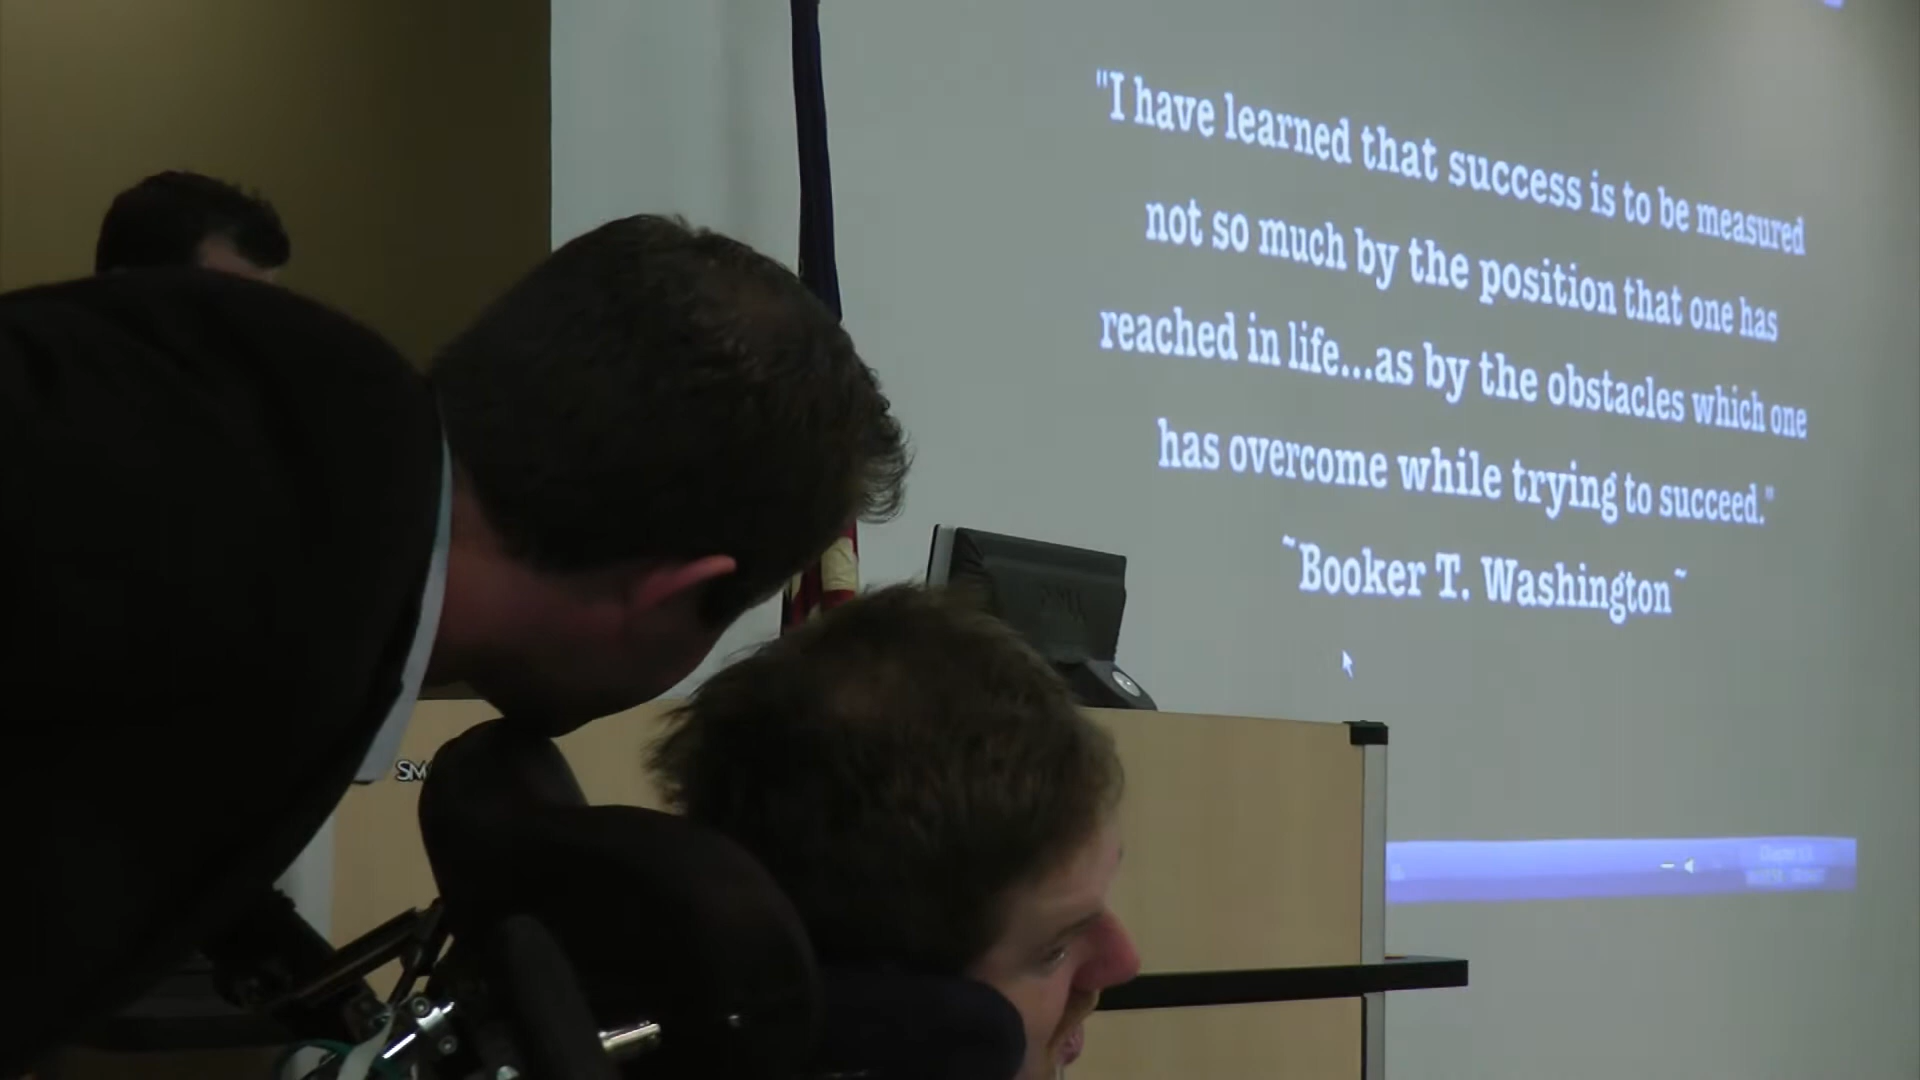 "I have learned that success is to be measured
not so much by the position that one has
reached in life...as by the obstacles which one
has overcome while trying to succeed."
~Booker T. Washington~